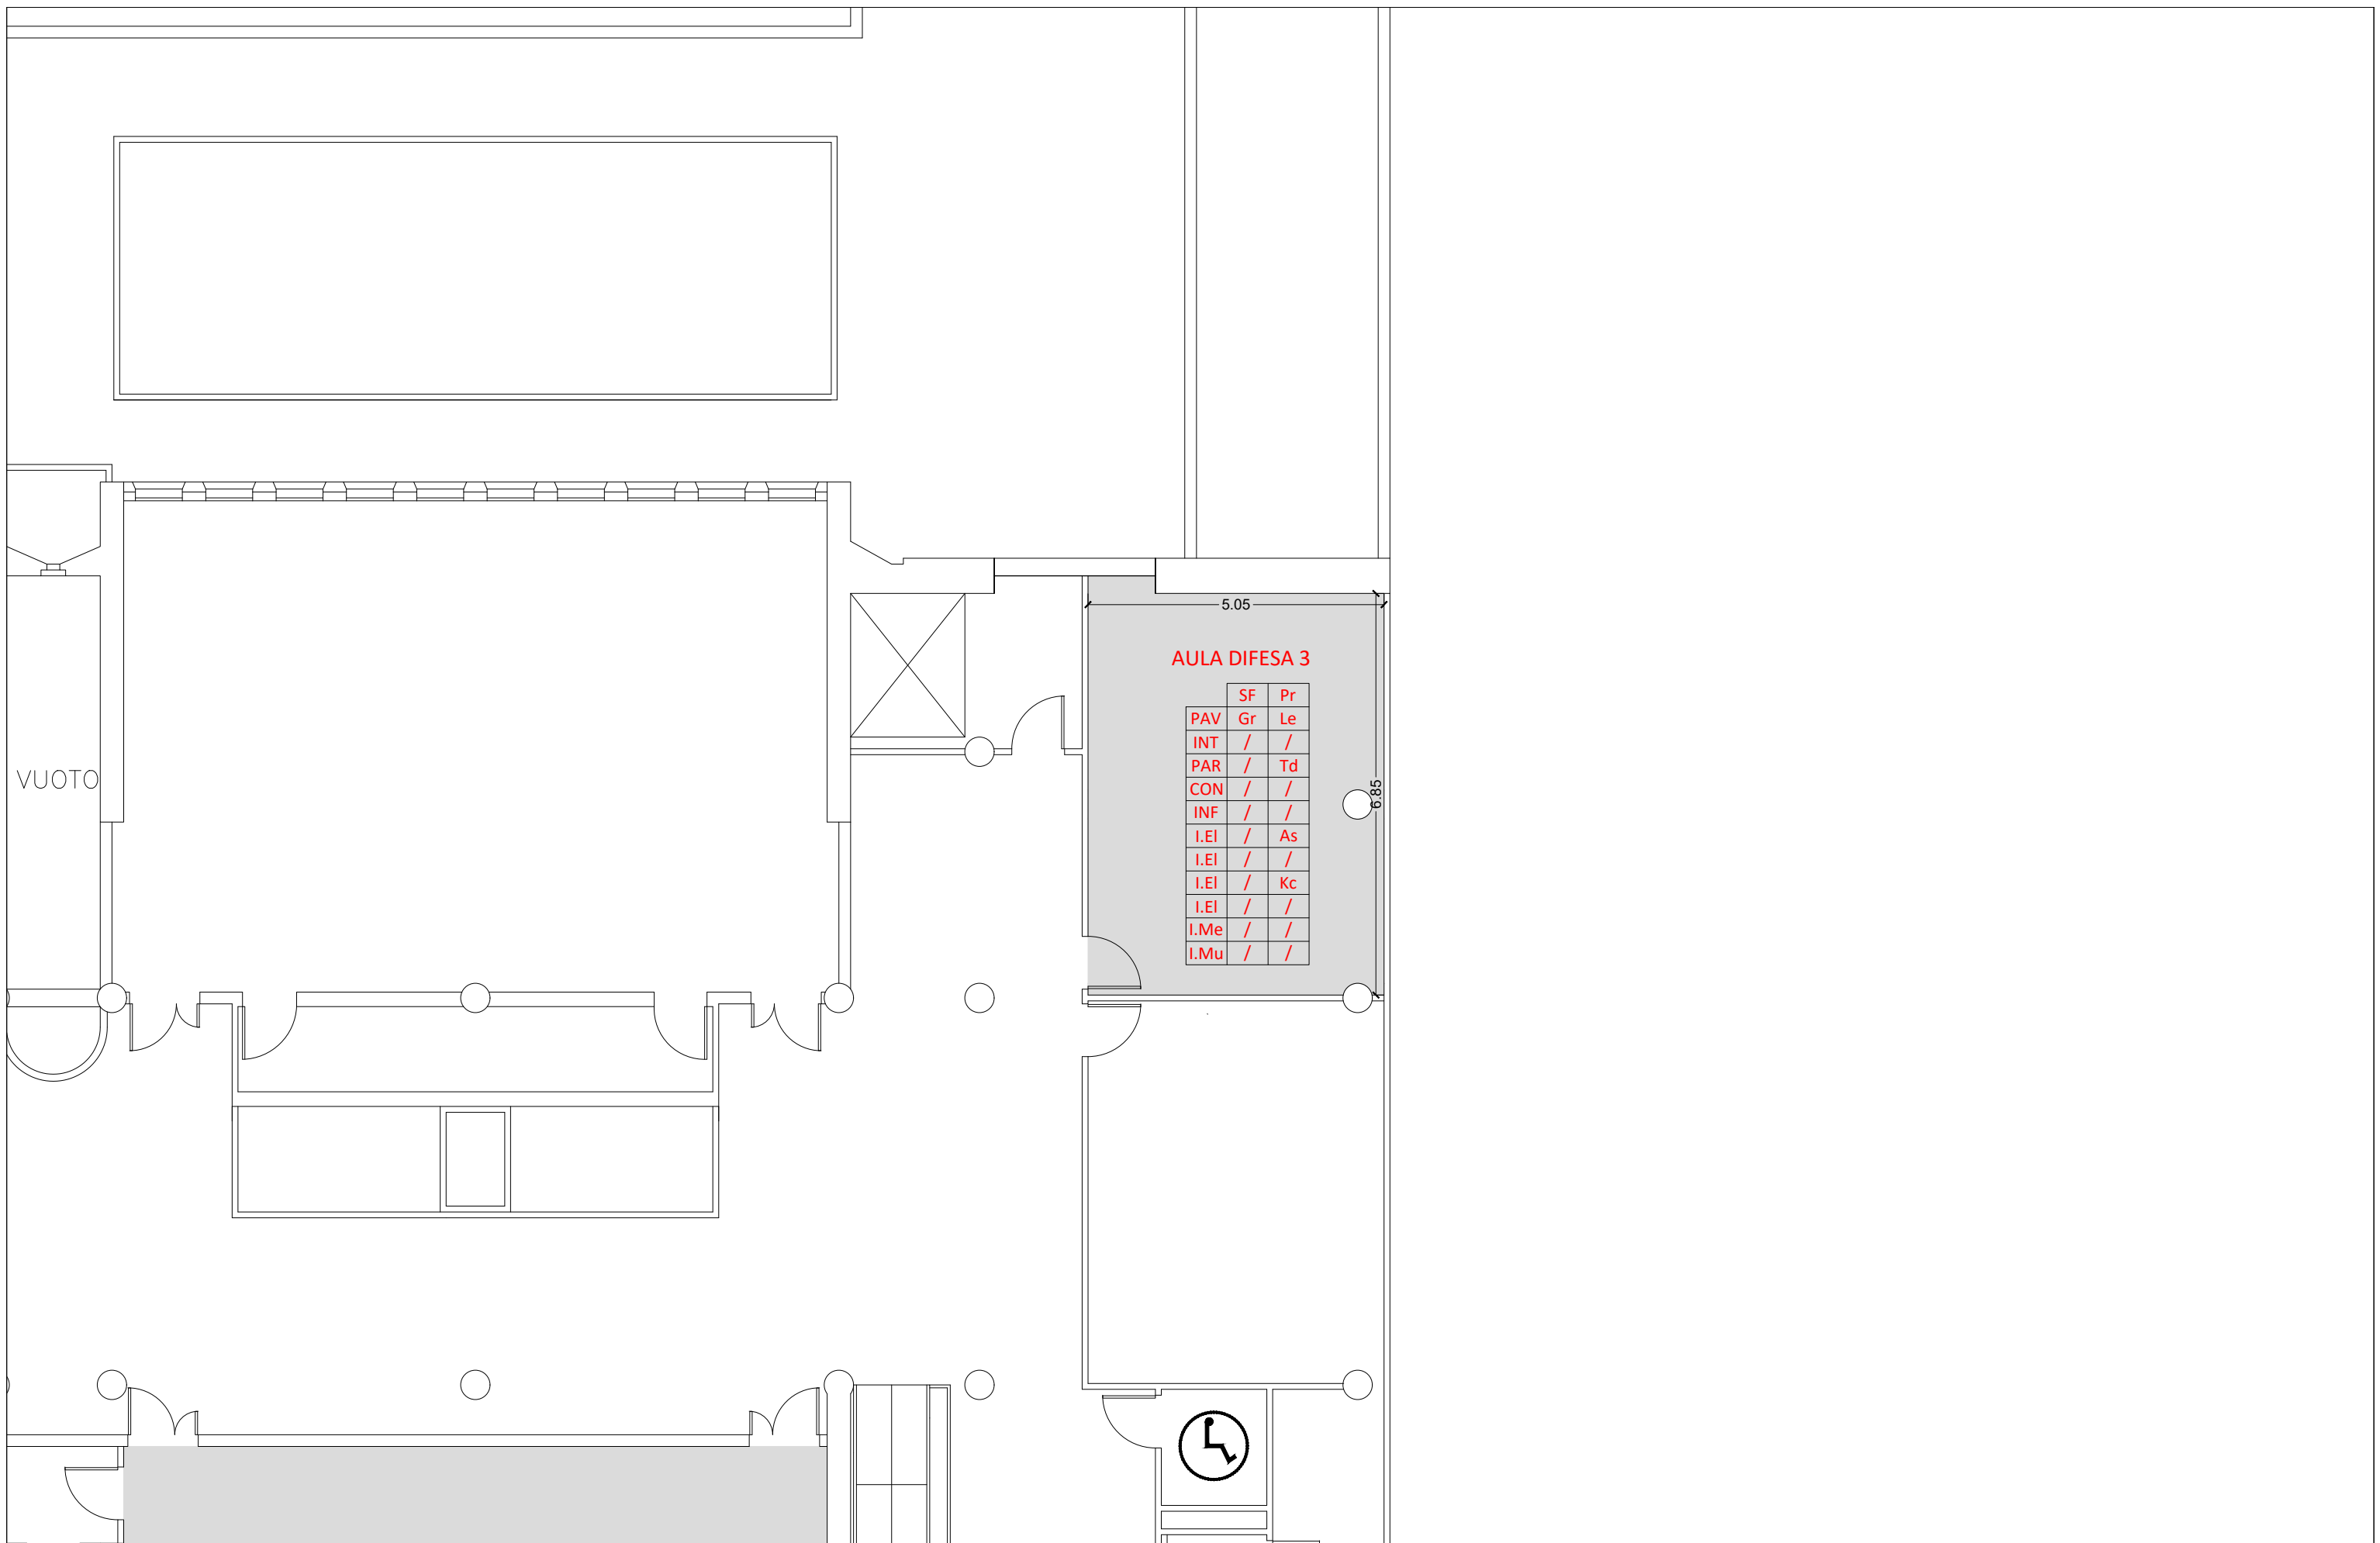 5.05
AULA DIFESA 3
SF Pr
PAV Gr Le
INT / /
VUOTO
PAR / Td
CON / /
6.85
INF / /
I.El / As
I.El / /
I.El / Kc
I.El / /
I.Me / /
I.Mu / /